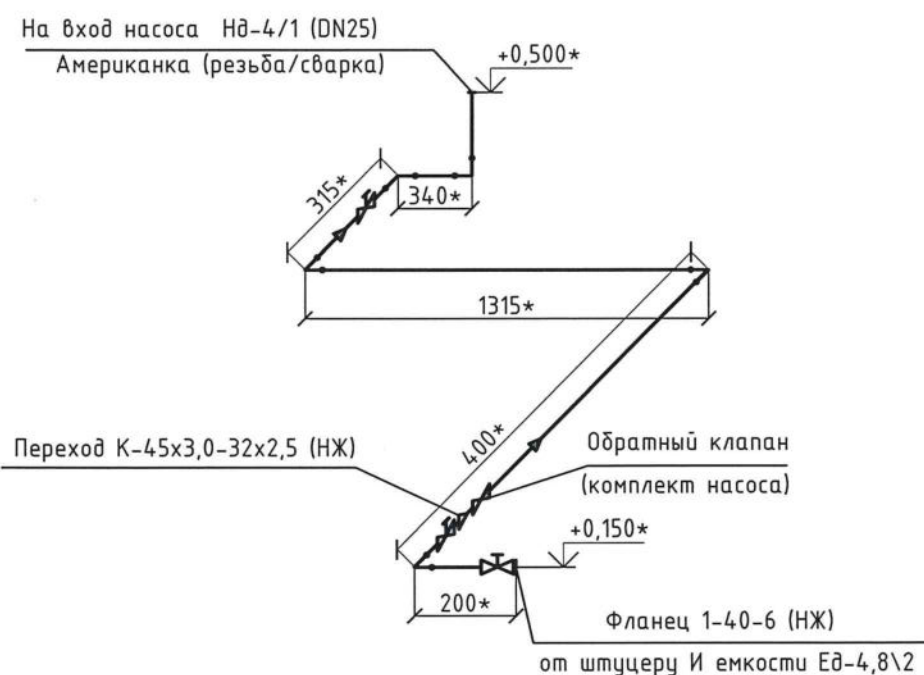 На вход насоса Нд-4/1 (DN25)
Американка (резьба/сварка)
+0,500*
315*
340*
1315*
400*
Переход К-45х3,0-32х2,5 (НЖ)
Обратный клапан
(комплект насоса)
+0,150*
200*
Фланец 1-40-6 (НЖ)
от штуцеру И емкости Ед-4,8\2